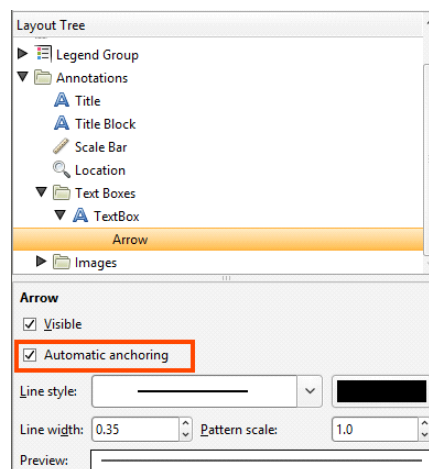 Layout Tree
Legend Group
Annotations
Title
Title Block
Scale Bar
Location
Text Boxes
TextBox
Arrow
Images
Arrow
Visible
Automatic anchoring
Line style:
Line width: 0.35 Pattern scale: 1.0
Preview: